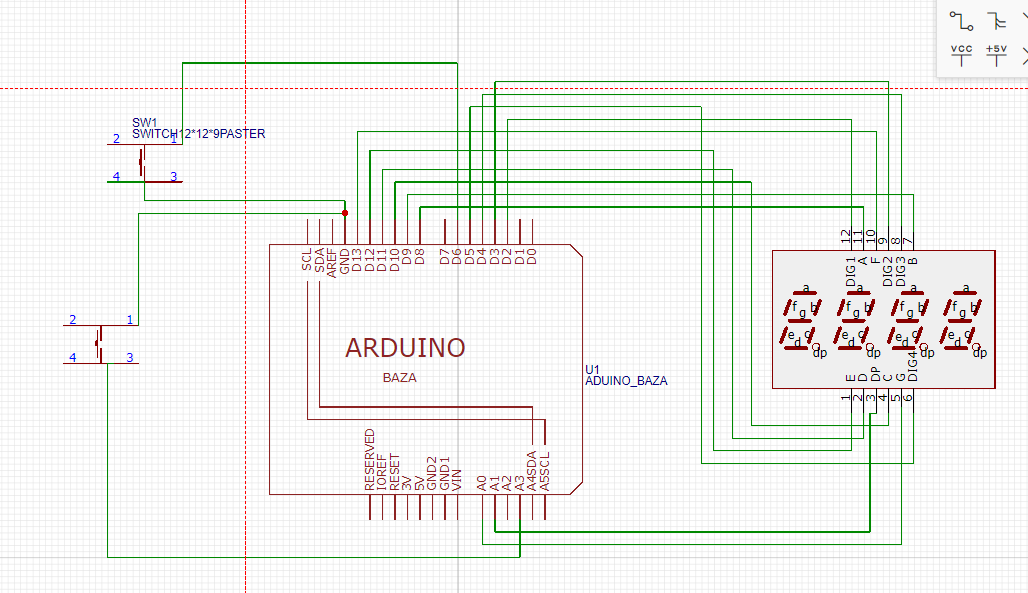 VCC +5V
SW1
SWITCH12*12*9PASTER
2 1
4 3
12 11 10 9 8 7
DIG1 A F DIG2 DIG3 B
SCL SDA AREF GND D13 D12 D11 D10 D9 D8 D7 D6 D5 D4 D3 D2 D1 D0
a a a a
f b f b f b f b
g g g g
2 1
4 3
e c e c e c e c
d d d d
dp dp dp dp
ARDUINO
BAZA
U1
ADUINO_BAZA
E D DP C G DIG4
1 2 3 4 5 6
RESERVED IOREF RESET 3V 5V GND2 GND1 VIN A0 A1 A2 A3 A4SDA A5SCL